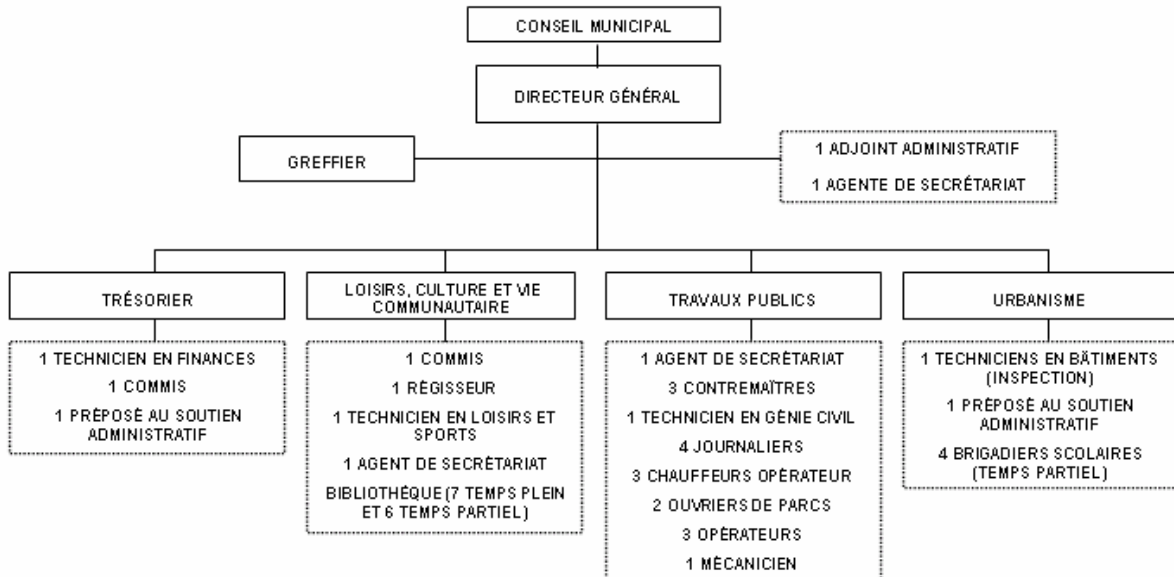 CONSEIL MUNICIPAL
DIRECTEUR GÉNÉRAL
GREFFIER
1 ADJOINT ADMINISTRATIF
1 AGENTE DE SECRÉTARIAT
TRÉSORIER
1 TECHNICIEN EN FINANCES
1 COMMIS
1 PRÉPOSÉ AU SOUTIEN
ADMINISTRATIF
LOISIRS, CULTURE ET VIE
COMMUNAUTAIRE
1 COMMIS
1 RÉGISSEUR
1 TECHNICIEN EN LOISIRS ET
SPORTS
1 AGENT DE SECRÉTARIAT
BIBLIOTHÉQUE (7 TEMPS PLEIN
ET 6 TEMPS PARTIEL)
TRAVAUX PUBLICS
1 AGENT DE SECRÉTARIAT
3 CONTREMAÎTRES
1 TECHNICIEN EN GÉNIE CIVIL
4 JOURNALIERS
3 CHAUFFEURS OPÉRATEUR
2 OUVRIERS DE PARCS
3 OPÉRATEURS
1 MÉCANICIEN
URBANISME
1 TECHNICIENS EN BÂTIMENTS
(INSPECTION)
1 PRÉPOSÉ AU SOUTIEN
ADMINISTRATIF
4 BRIGADIERS SCOLAIRES
(TEMPS PARTIEL)